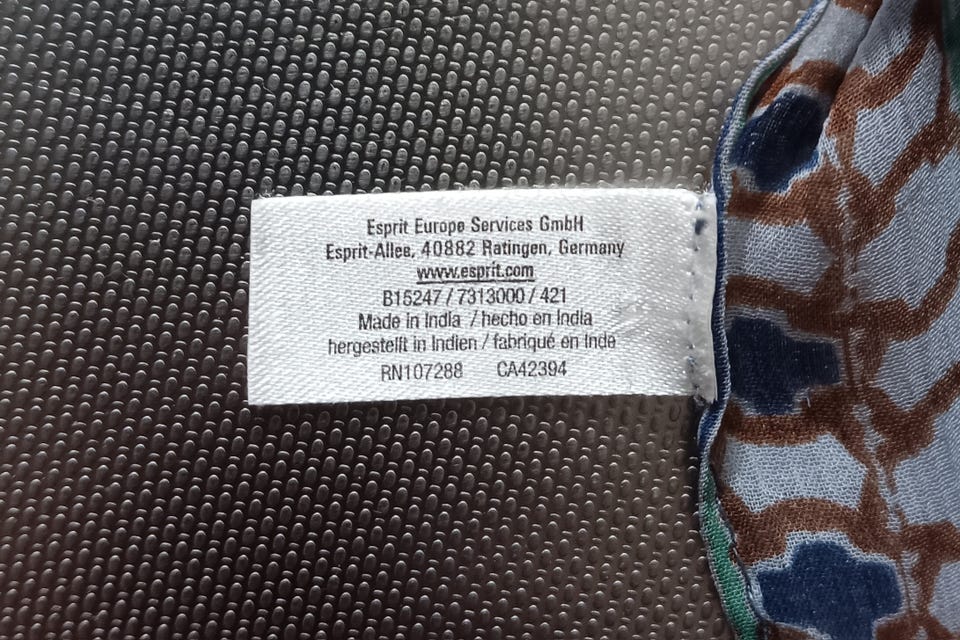 Esprit Europe Services GmbH
Esprit-Allee, 40882 Ratingen, Germany
www.esprit.com
B15247 / 7313000 / 421
Made in India / hecho en India
hergestellt in Indien / fabriqué en Inde
RN107288 CA42394